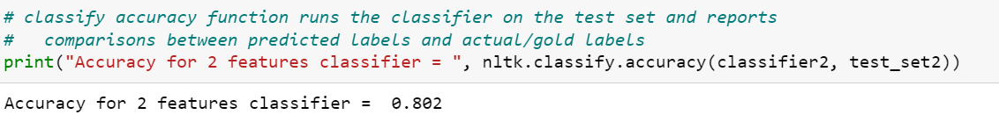 # classify accuracy function runs the classifier on the test set and reports
#   comparisons between predicted labels and actual/gold labels
print("Accuracy for 2 features classifier = ", nltk.classify.accuracy(classifier2, test_set2))
Accuracy for 2 features classifier =  0.802